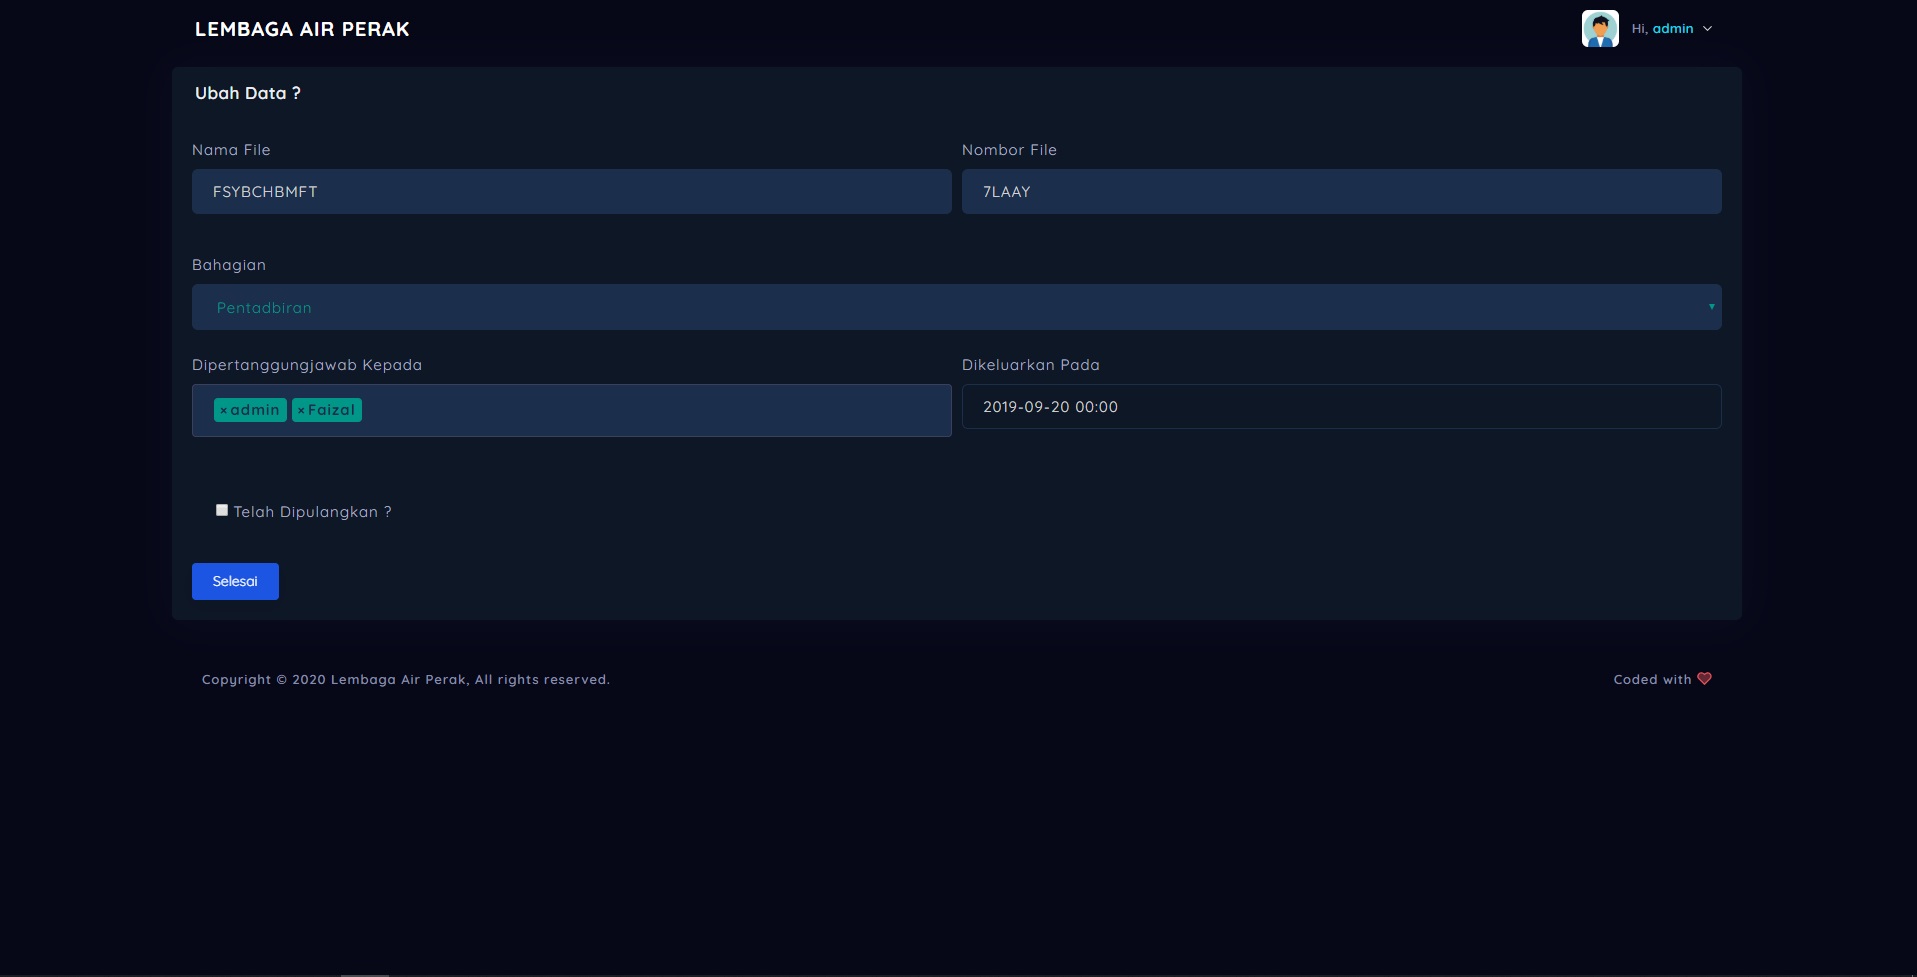 LEMBAGA AIR PERAK
Hi, admin
Ubah Data ?
Nama File
Nombor File
FSYBCHBMFT
7LAAY
Bahagian
Pentadbiran
Dipertanggungjawab Kepada
Dikeluarkan Pada
×admin ×Faizal
2019-09-20 00:00
Telah Dipulangkan ?
Selesai
Copyright © 2020 Lembaga Air Perak, All rights reserved.
Coded with